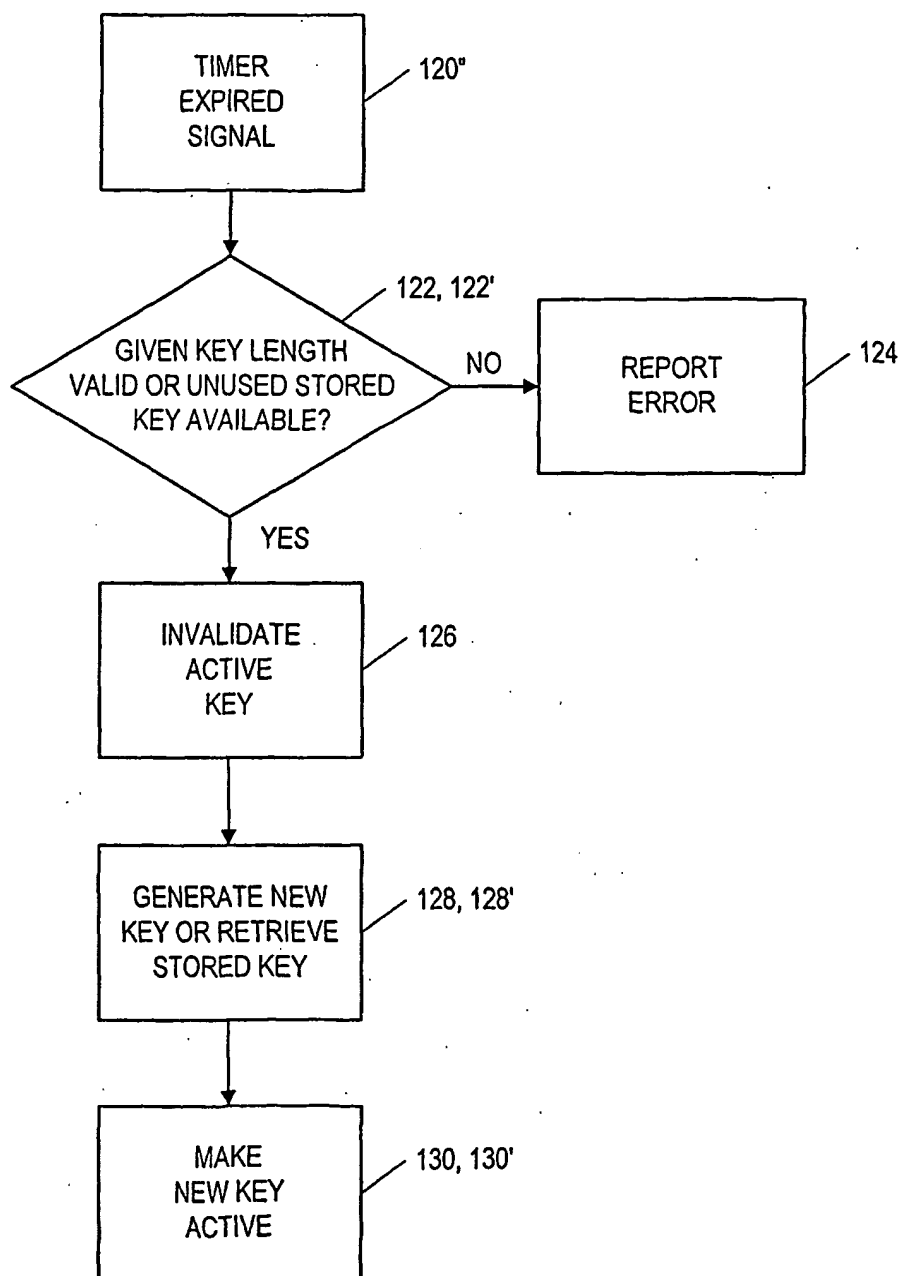 TIMER
EXPIRED
SIGNAL
120"
122, 122'
GIVEN KEY LENGTH
VALID OR UNUSED STORED
KEY AVAILABLE?
NO
REPORT
ERROR
124
YES
INVALIDATE
ACTIVE
KEY
126
GENERATE NEW
KEY OR RETRIEVE
STORED KEY
128, 128'
MAKE
NEW KEY
ACTIVE
130, 130'